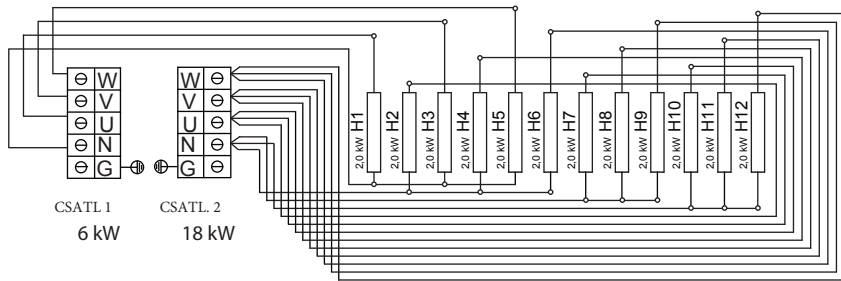 W W
V V
U U
N N
G G
H1 H2 H3 H4 H5 H6 H7 H8 H9 H10 H11 H12
2,0 kW 2,0 kW 2,0 kW 2,0 kW 2,0 kW 2,0 kW 2,0 kW 2,0 kW 2,0 kW 2,0 kW 2,0 kW 2,0 kW
CSATL 1 CSATL. 2
6 kW 18 kW